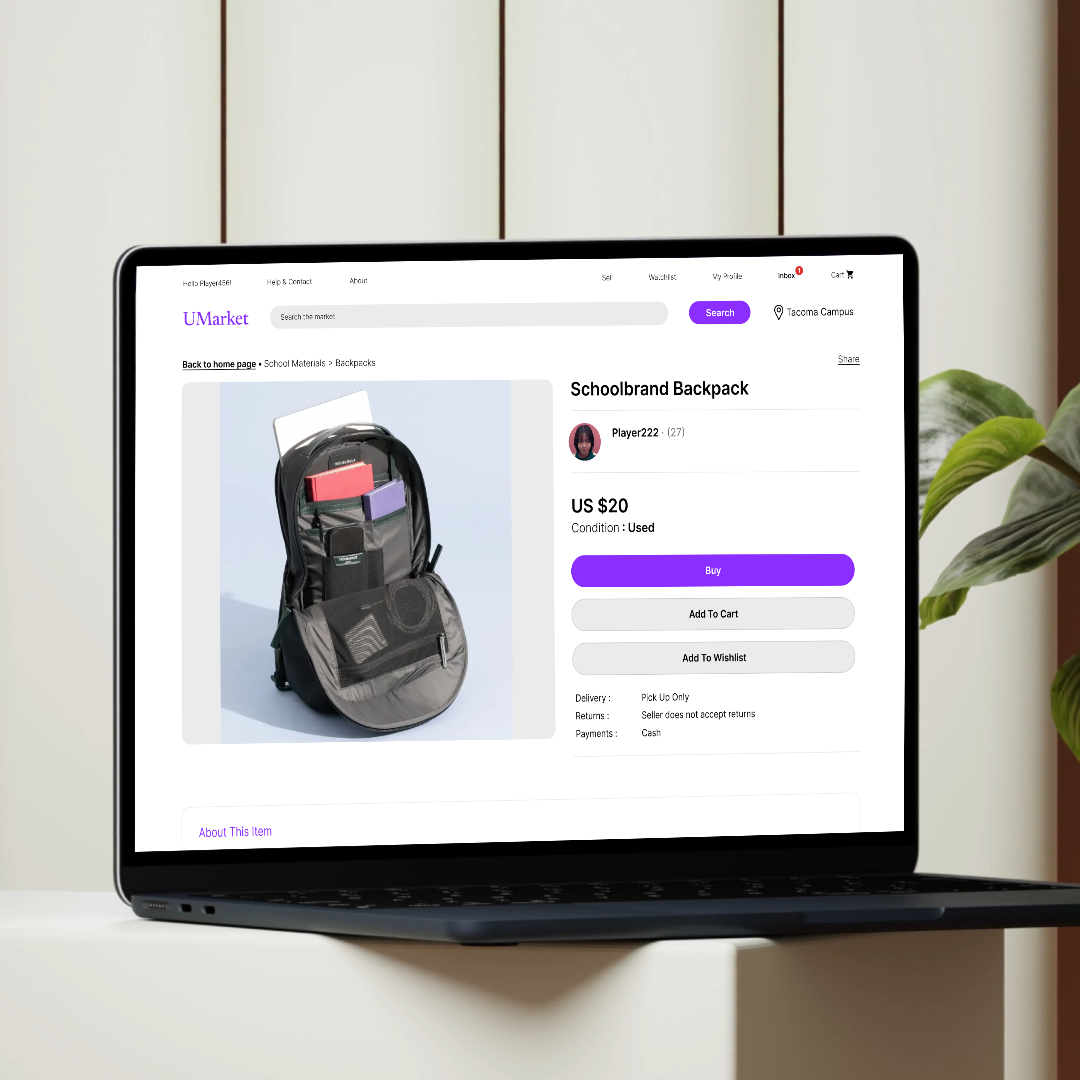 Hello Player456!
Help & Contact
About
Sell
Watchlist
My Profile
Inbox
1
Cart
UMarket
Search the market
Search
Tacoma Campus
Back to home page • School Materials > Backpacks
Share
Schoolbrand Backpack
Player222 · (27)
US $20
Condition : Used
Buy
Add To Cart
Add To Wishlist
Delivery : Pick Up Only
Returns : Seller does not accept returns
Payments : Cash
About This Item